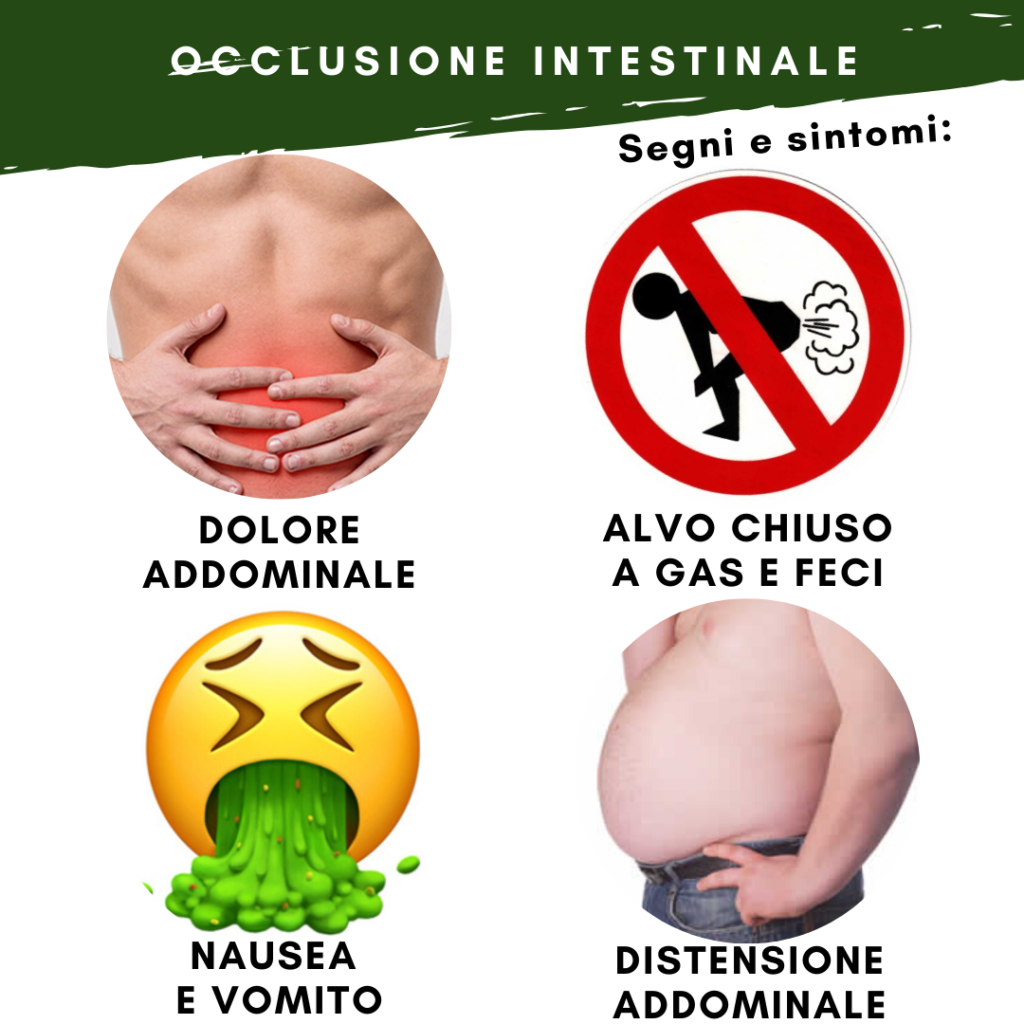 OCCLUSIONE INTESTINALE
Segni e sintomi:
DOLORE
ADDOMINALE
ALVO CHIUSO
A GAS E FECI
NAUSEA
E VOMITO
DISTENSIONE
ADDOMINALE